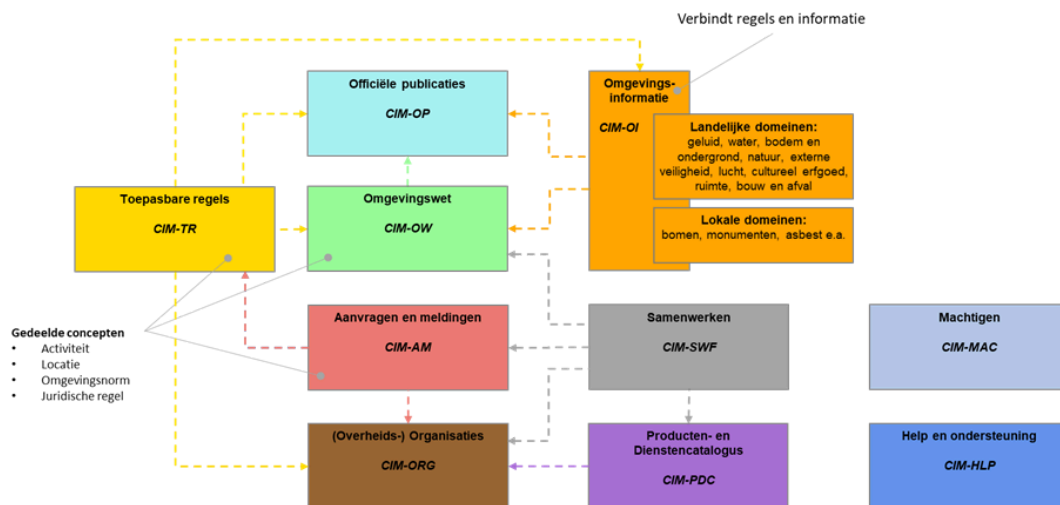 Verbindt regels en informatie
Officiële publicaties
CIM-OP
Omgevings-
informatie
CIM-OI
Landelijke domeinen:
geluid, water, bodem en
ondergrond, natuur, externe
veiligheid, lucht, cultureel erfgoed,
ruimte, bouw en afval
Lokale domeinen:
bomen, monumenten, asbest e.a.
Toepasbare regels
CIM-TR
Omgevingswet
CIM-OW
Gedeelde concepten
• Activiteit
• Locatie
• Omgevingsnorm
• Juridische regel
Aanvragen en meldingen
CIM-AM
Samenwerken
CIM-SWF
Machtigen
CIM-MAC
(Overheids-) Organisaties
CIM-ORG
Producten- en
Dienstencatalogus
CIM-PDC
Help en ondersteuning
CIM-HLP